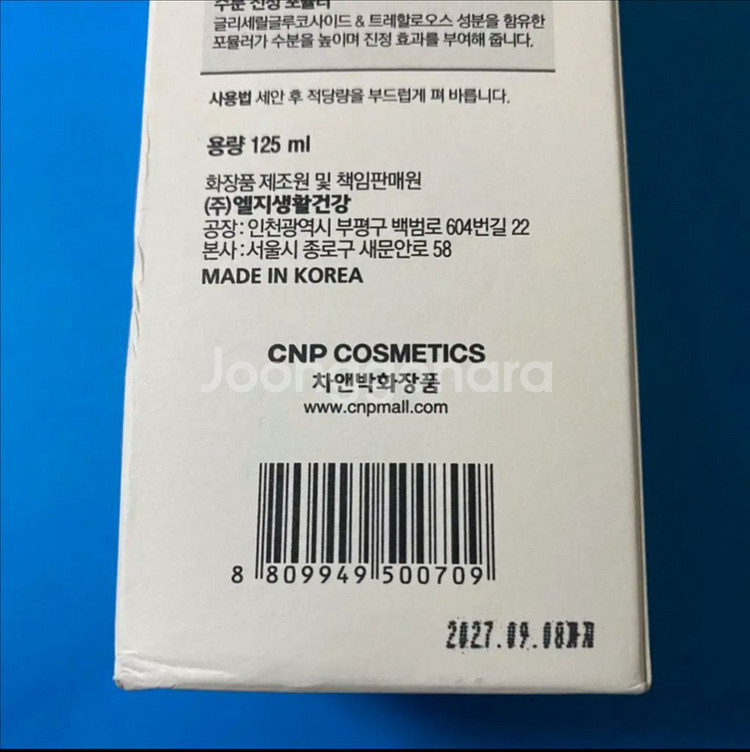 수분 진정 포뮬러
글리세릴글루코사이드 & 트레할로오스 성분을 함유한
포뮬러가 수분을 높이며 진정 효과를 부여해 줍니다.
사용법 세안 후 적당량을 부드럽게 펴 바릅니다.
용량 125 ml
화장품 제조원 및 책임판매원
(주)엘지생활건강
공장 : 인천광역시 부평구 백범로 604번길 22
본사 : 서울시 종로구 새문안로 58
MADE IN KOREA
CNP COSMETICS
Joonggonara
차앤박화장품
www.cnpmall.com
8 809949 500709
2027.09.08까지